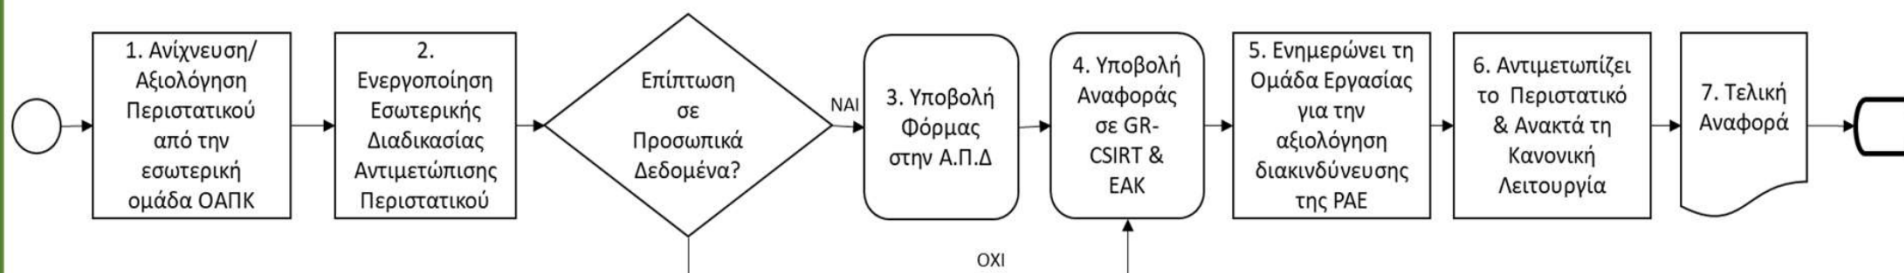 1. Ανίχνευση/
Αξιολόγηση
Περιστατικού
από την
εσωτερική
ομάδα ΟΑΠΚ
2.
Ενεργοποίηση
Εσωτερικής
Διαδικασίας
Αντιμετώπισης
Περιστατικού
Επίπτωση
σε
Προσωπικά
Δεδομένα?
ΝΑΙ
3. Υποβολή
Φόρμας
στην Α.Π.Δ
4. Υποβολή
Αναφοράς
σε GR-
CSIRT &
ΕΑΚ
5. Ενημερώνει τη
Ομάδα Εργασίας
για την
αξιολόγηση
διακινδύνευσης
της ΡΑΕ
6. Αντιμετωπίζει
το Περιστατικό
& Ανακτά τη
Κανονική
Λειτουργία
7. Τελική
Αναφορά
ΟΧΙ